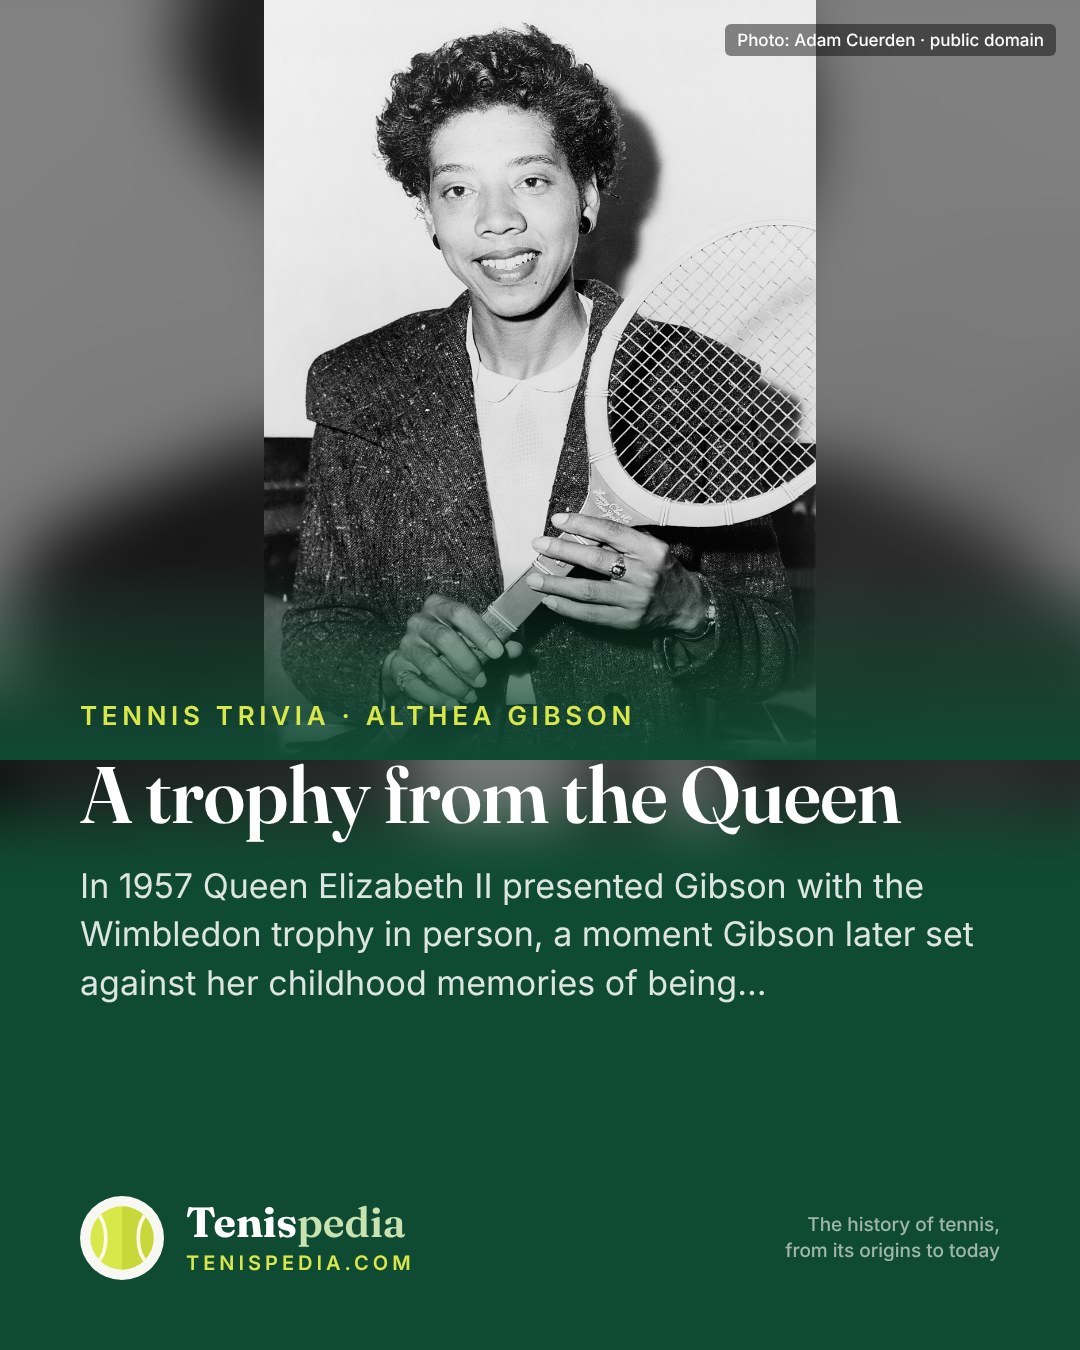 Photo: Adam Cuerden · public domain
TENNIS TRIVIA · ALTHEA GIBSON
A trophy from the Queen
In 1957 Queen Elizabeth II presented Gibson with the
Wimbledon trophy in person, a moment Gibson later set
against her childhood memories of being...
Tenispedia
TENISPEDIA.COM
The history of tennis,
from its origins to today